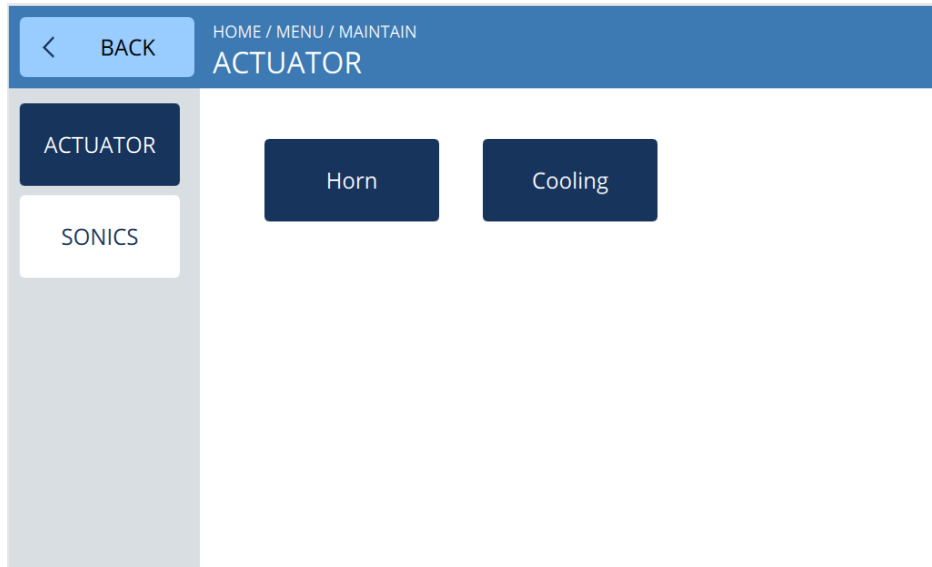 BACK
HOME / MENU / MAINTAIN
ACTUATOR
ACTUATOR
SONICS
Horn
Cooling